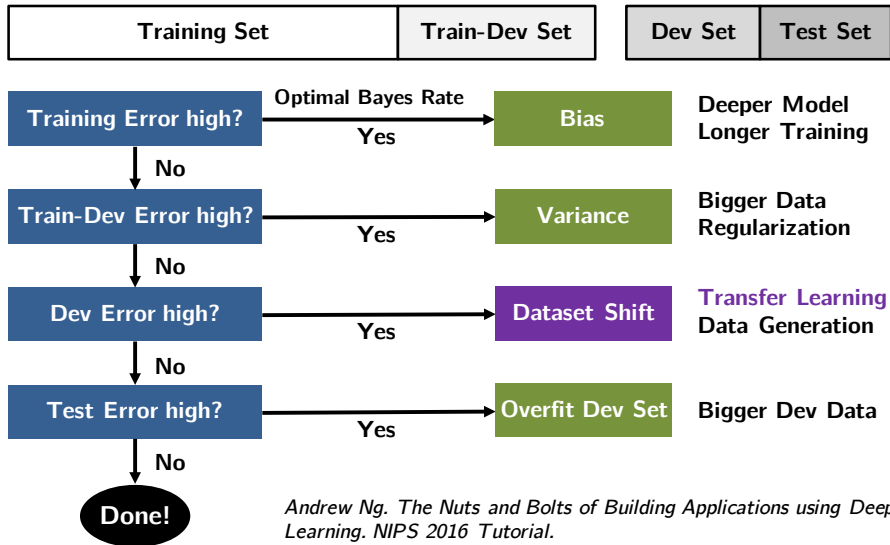 Training Set Train-Dev Set Dev Set Test Set
Optimal Bayes Rate
Training Error high? Yes Bias
Deeper Model
Longer Training
No
Train-Dev Error high? Yes Variance
Bigger Data
Regularization
No
Dev Error high? Yes Dataset Shift
Transfer Learning
Data Generation
No
Test Error high? Yes Overfit Dev Set Bigger Dev Data
No
Done!
Andrew Ng. The Nuts and Bolts of Building Applications using Deep
Learning. NIPS 2016 Tutorial.